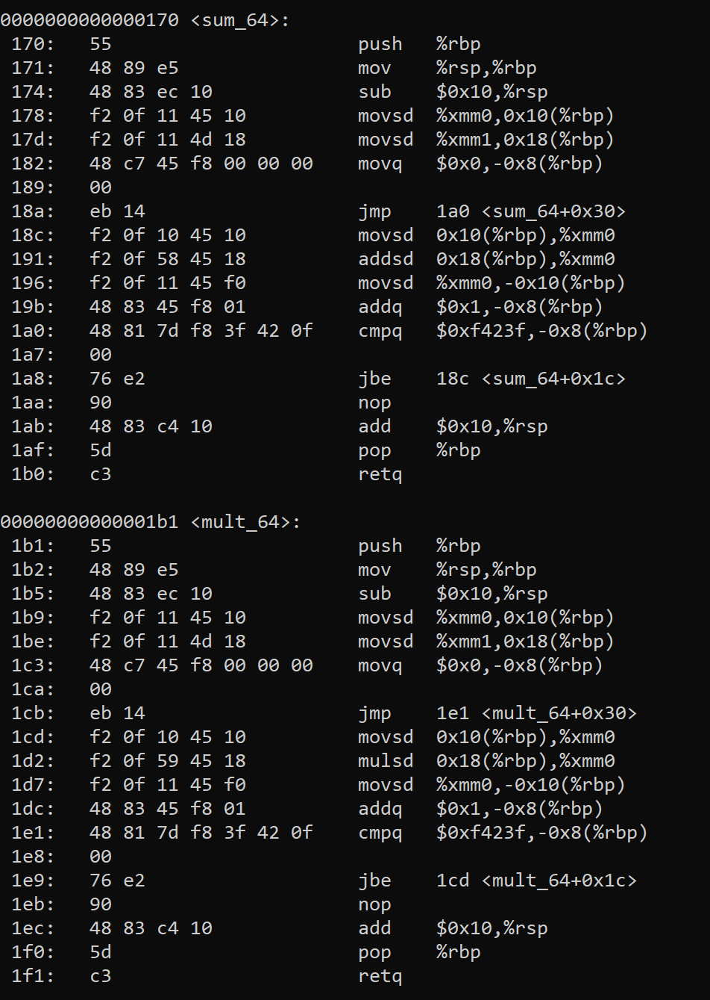 0000000000000170 <sum_64>:
 170:   55                      push   %rbp
 171:   48 89 e5                mov    %rsp,%rbp
 174:   48 83 ec 10             sub    $0x10,%rsp
 178:   f2 0f 11 45 10          movsd  %xmm0,0x10(%rbp)
 17d:   f2 0f 11 4d 18          movsd  %xmm1,0x18(%rbp)
 182:   48 c7 45 f8 00 00 00    movq   $0x0,-0x8(%rbp)
 189:   00
 18a:   eb 14                   jmp    1a0 <sum_64+0x30>
 18c:   f2 0f 10 45 10          movsd  0x10(%rbp),%xmm0
 191:   f2 0f 58 45 18          addsd  0x18(%rbp),%xmm0
 196:   f2 0f 11 45 f0          movsd  %xmm0,-0x10(%rbp)
 19b:   48 83 45 f8 01          addq   $0x1,-0x8(%rbp)
 1a0:   48 81 7d f8 3f 42 0f    cmpq   $0xf423f,-0x8(%rbp)
 1a7:   00
 1a8:   76 e2                   jbe    18c <sum_64+0x1c>
 1aa:   90                      nop
 1ab:   48 83 c4 10             add    $0x10,%rsp
 1af:   5d                      pop    %rbp
 1b0:   c3                      retq

00000000000001b1 <mult_64>:
 1b1:   55                      push   %rbp
 1b2:   48 89 e5                mov    %rsp,%rbp
 1b5:   48 83 ec 10             sub    $0x10,%rsp
 1b9:   f2 0f 11 45 10          movsd  %xmm0,0x10(%rbp)
 1be:   f2 0f 11 4d 18          movsd  %xmm1,0x18(%rbp)
 1c3:   48 c7 45 f8 00 00 00    movq   $0x0,-0x8(%rbp)
 1ca:   00
 1cb:   eb 14                   jmp    1e1 <mult_64+0x30>
 1cd:   f2 0f 10 45 10          movsd  0x10(%rbp),%xmm0
 1d2:   f2 0f 59 45 18          mulsd  0x18(%rbp),%xmm0
 1d7:   f2 0f 11 45 f0          movsd  %xmm0,-0x10(%rbp)
 1dc:   48 83 45 f8 01          addq   $0x1,-0x8(%rbp)
 1e1:   48 81 7d f8 3f 42 0f    cmpq   $0xf423f,-0x8(%rbp)
 1e8:   00
 1e9:   76 e2                   jbe    1cd <mult_64+0x1c>
 1eb:   90                      nop
 1ec:   48 83 c4 10             add    $0x10,%rsp
 1f0:   5d                      pop    %rbp
 1f1:   c3                      retq